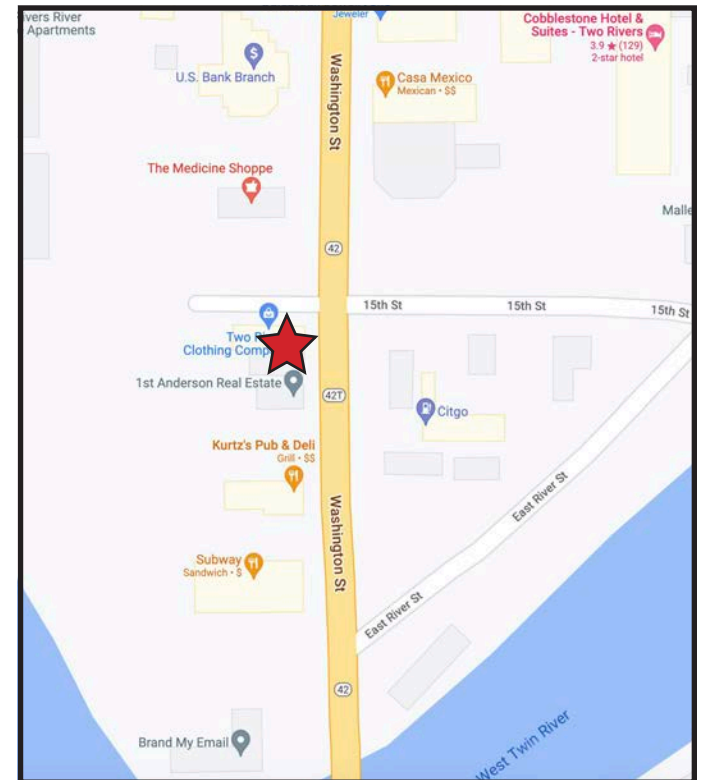 Jeweler
ivers River
Apartments
Cobblestone Hotel &
Suites - Two Rivers
3.9 ★ (129)
2-star hotel
U.S. Bank Branch
$
Washington St
Casa Mexico
Mexican • $$
The Medicine Shoppe
Malle
42
15th St
15th St
15th St
Two
Clothing Comp
1st Anderson Real Estate
42T
Citgo
Kurtz's Pub & Deli
Grill • $$
Washington St
East River St
Subway
Sandwich • $
East River St
42
Brand My Email
West Twin River